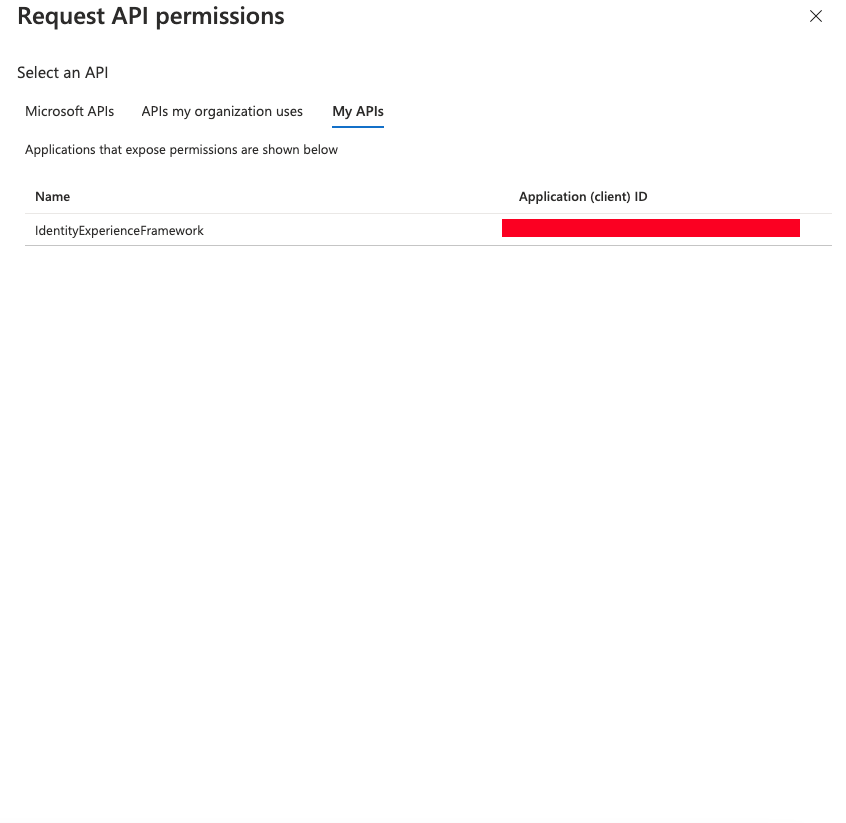 Request API permissions
Select an API
Microsoft APIs APIs my organization uses My APIs
Applications that expose permissions are shown below
Name Application (client) ID
IdentityExperienceFramework